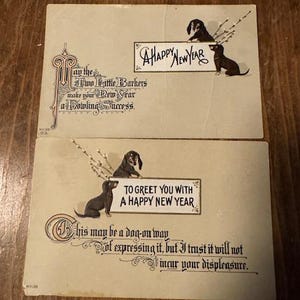 A HAPPY NEW YEAR
May the
Two Little Barkers
make your New Year
a Howling Success.
TO GREET YOU WITH
A HAPPY NEW YEAR
This may be a dog-on way
of expressing it, but I trust it will not
incur your displeasure.